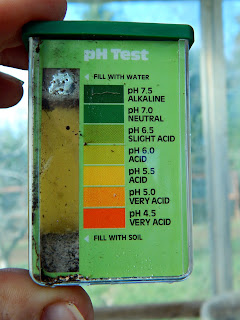 pH Test
FILL WITH WATER
pH 7.5
ALKALINE
pH 7.0
NEUTRAL
pH 6.5
SLIGHT ACID
pH 6.0
ACID
pH 5.5
ACID
pH 5.0
VERY ACID
pH 4.5
VERY ACID
FILL WITH SOIL